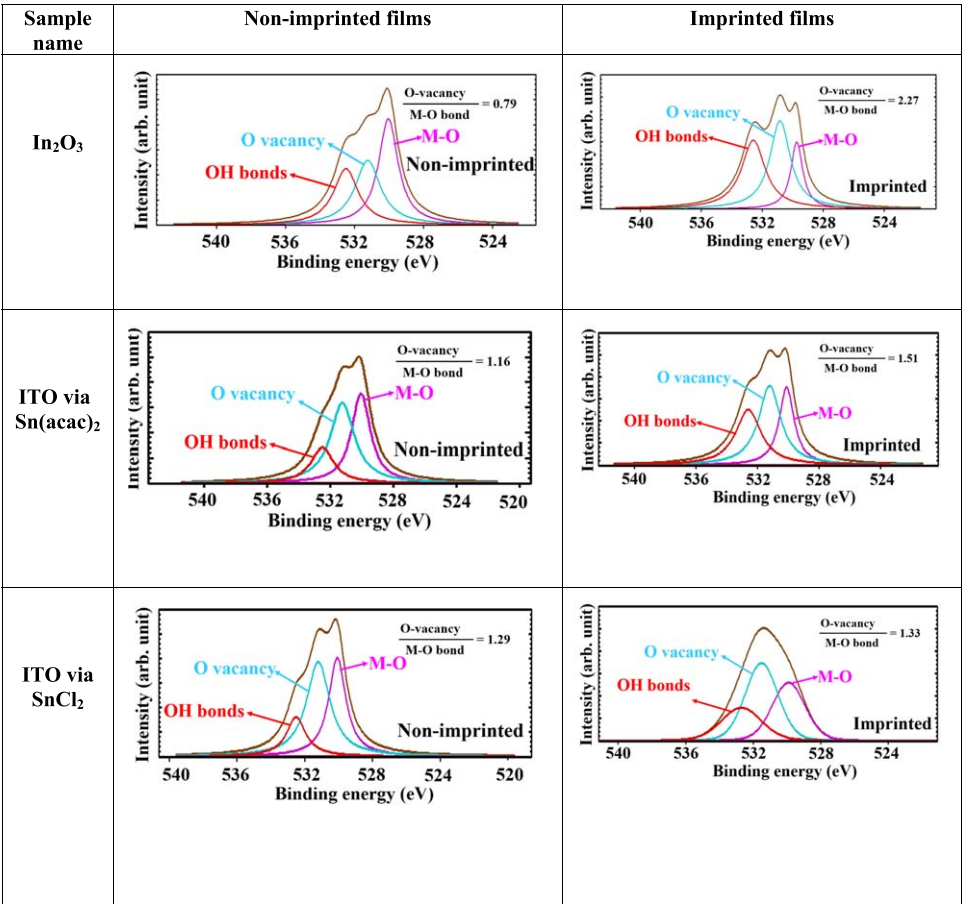 Sample
name
Non-imprinted films
Imprinted films
In₂O₃
Intensity (arb. unit)
O-vacancy
M-O bond
= 0.79
O vacancy
M-O
OH bonds
Non-imprinted
540
536
532
528
524
Binding energy (eV)
Intensity (arb. unit)
O-vacancy
M-O bond
= 2.27
O vacancy
OH bonds
M-O
Imprinted
540
536
532
528
524
Binding energy (eV)
ITO via
Sn(acac)₂
Intensity (arb. unit)
O-vacancy
M-O bond
= 1.16
O vacancy
M-O
OH bonds
Non-imprinted
540
536
532
528
524
520
Binding energy (eV)
Intensity (arb. unit)
O-vacancy
M-O bond
= 1.51
O vacancy
OH bonds
M-O
Imprinted
540
536
532
528
524
Binding energy (eV)
ITO via
SnCl₂
Intensity (arb. unit)
O-vacancy
M-O bond
= 1.29
O vacancy
M-O
OH bonds
Non-imprinted
540
536
532
528
524
520
Binding energy (eV)
Intensity (arb. unit)
O-vacancy
M-O bond
= 1.33
O vacancy
M-O
OH bonds
Imprinted
540
536
532
528
524
Binding energy (eV)